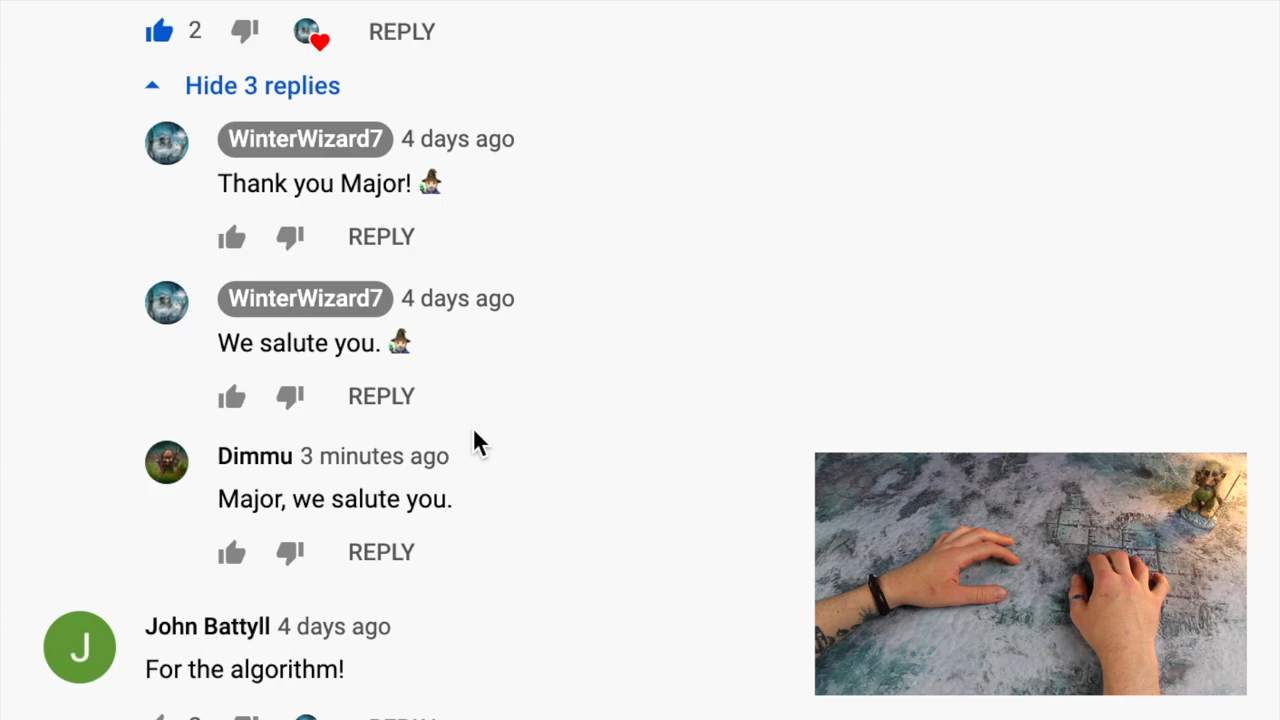 2 REPLY
Hide 3 replies
WinterWizard7 4 days ago
Thank you Major!
REPLY
WinterWizard7 4 days ago
We salute you.
REPLY
Dimmu 3 minutes ago
Major, we salute you.
REPLY
J
John Battyll 4 days ago
For the algorithm!
REPLY